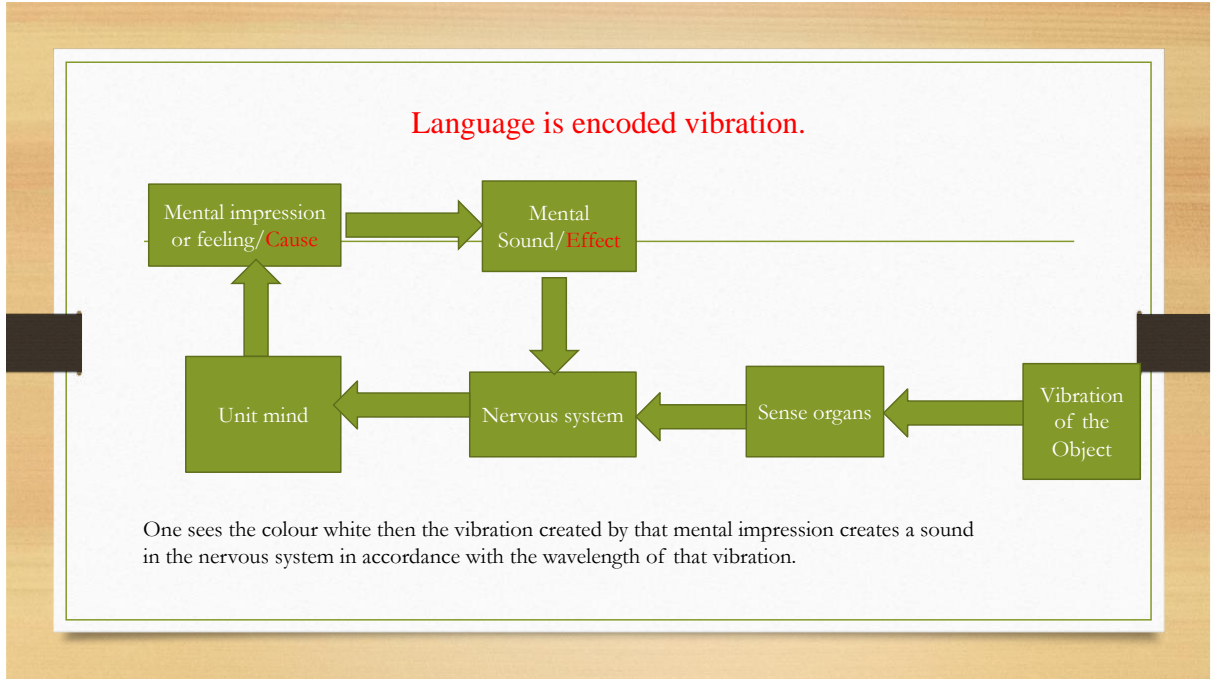 Language is encoded vibration.
Mental impression
or feeling/Cause
Mental
Sound/Effect
Unit mind
Nervous system
Sense organs
Vibration
of the
Object
One sees the colour white then the vibration created by that mental impression creates a sound
in the nervous system in accordance with the wavelength of that vibration.